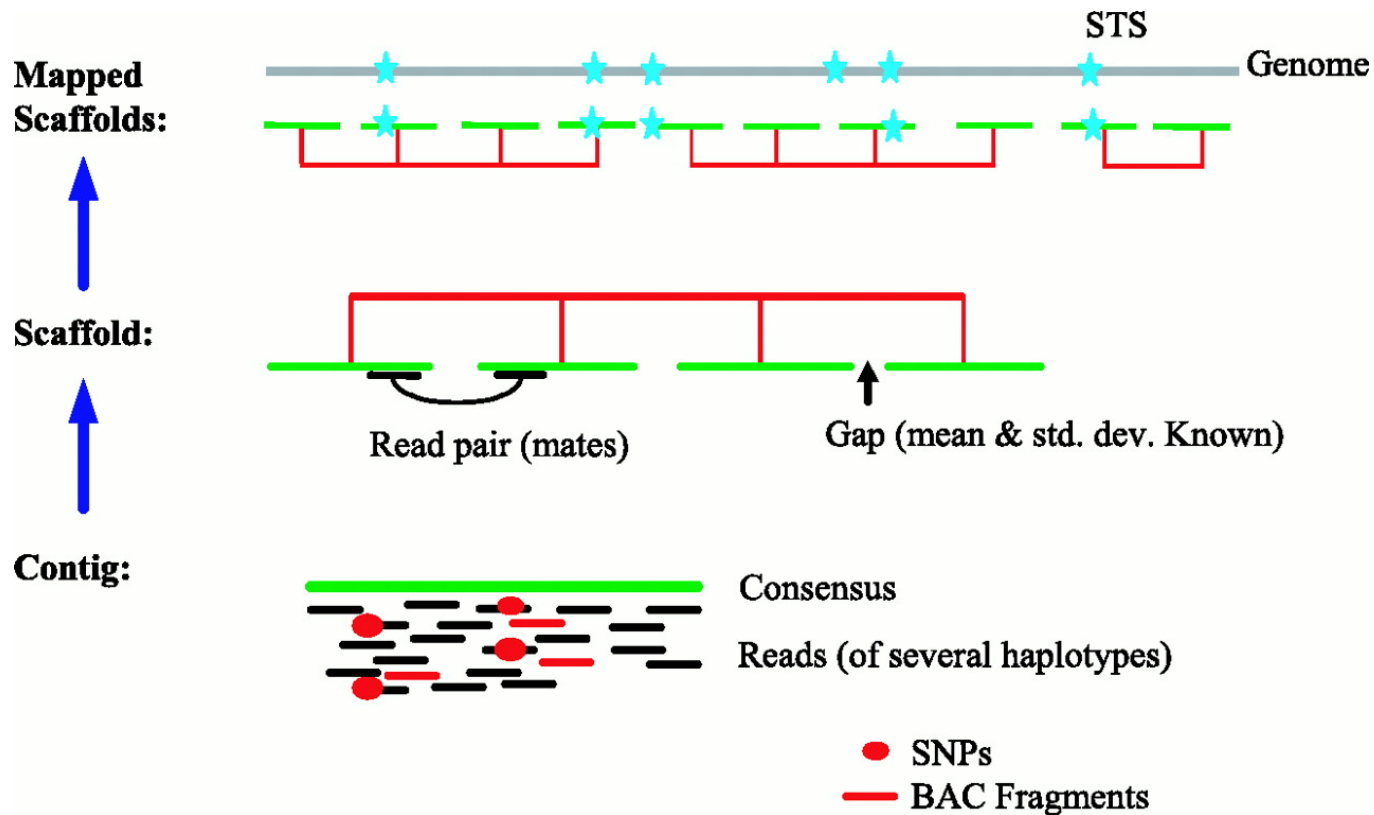 STS
Genome
Mapped
Scaffolds:
Scaffold:
Read pair (mates)
Gap (mean & std. dev. Known)
Contig:
Consensus
Reads (of several haplotypes)
SNPs
BAC Fragments